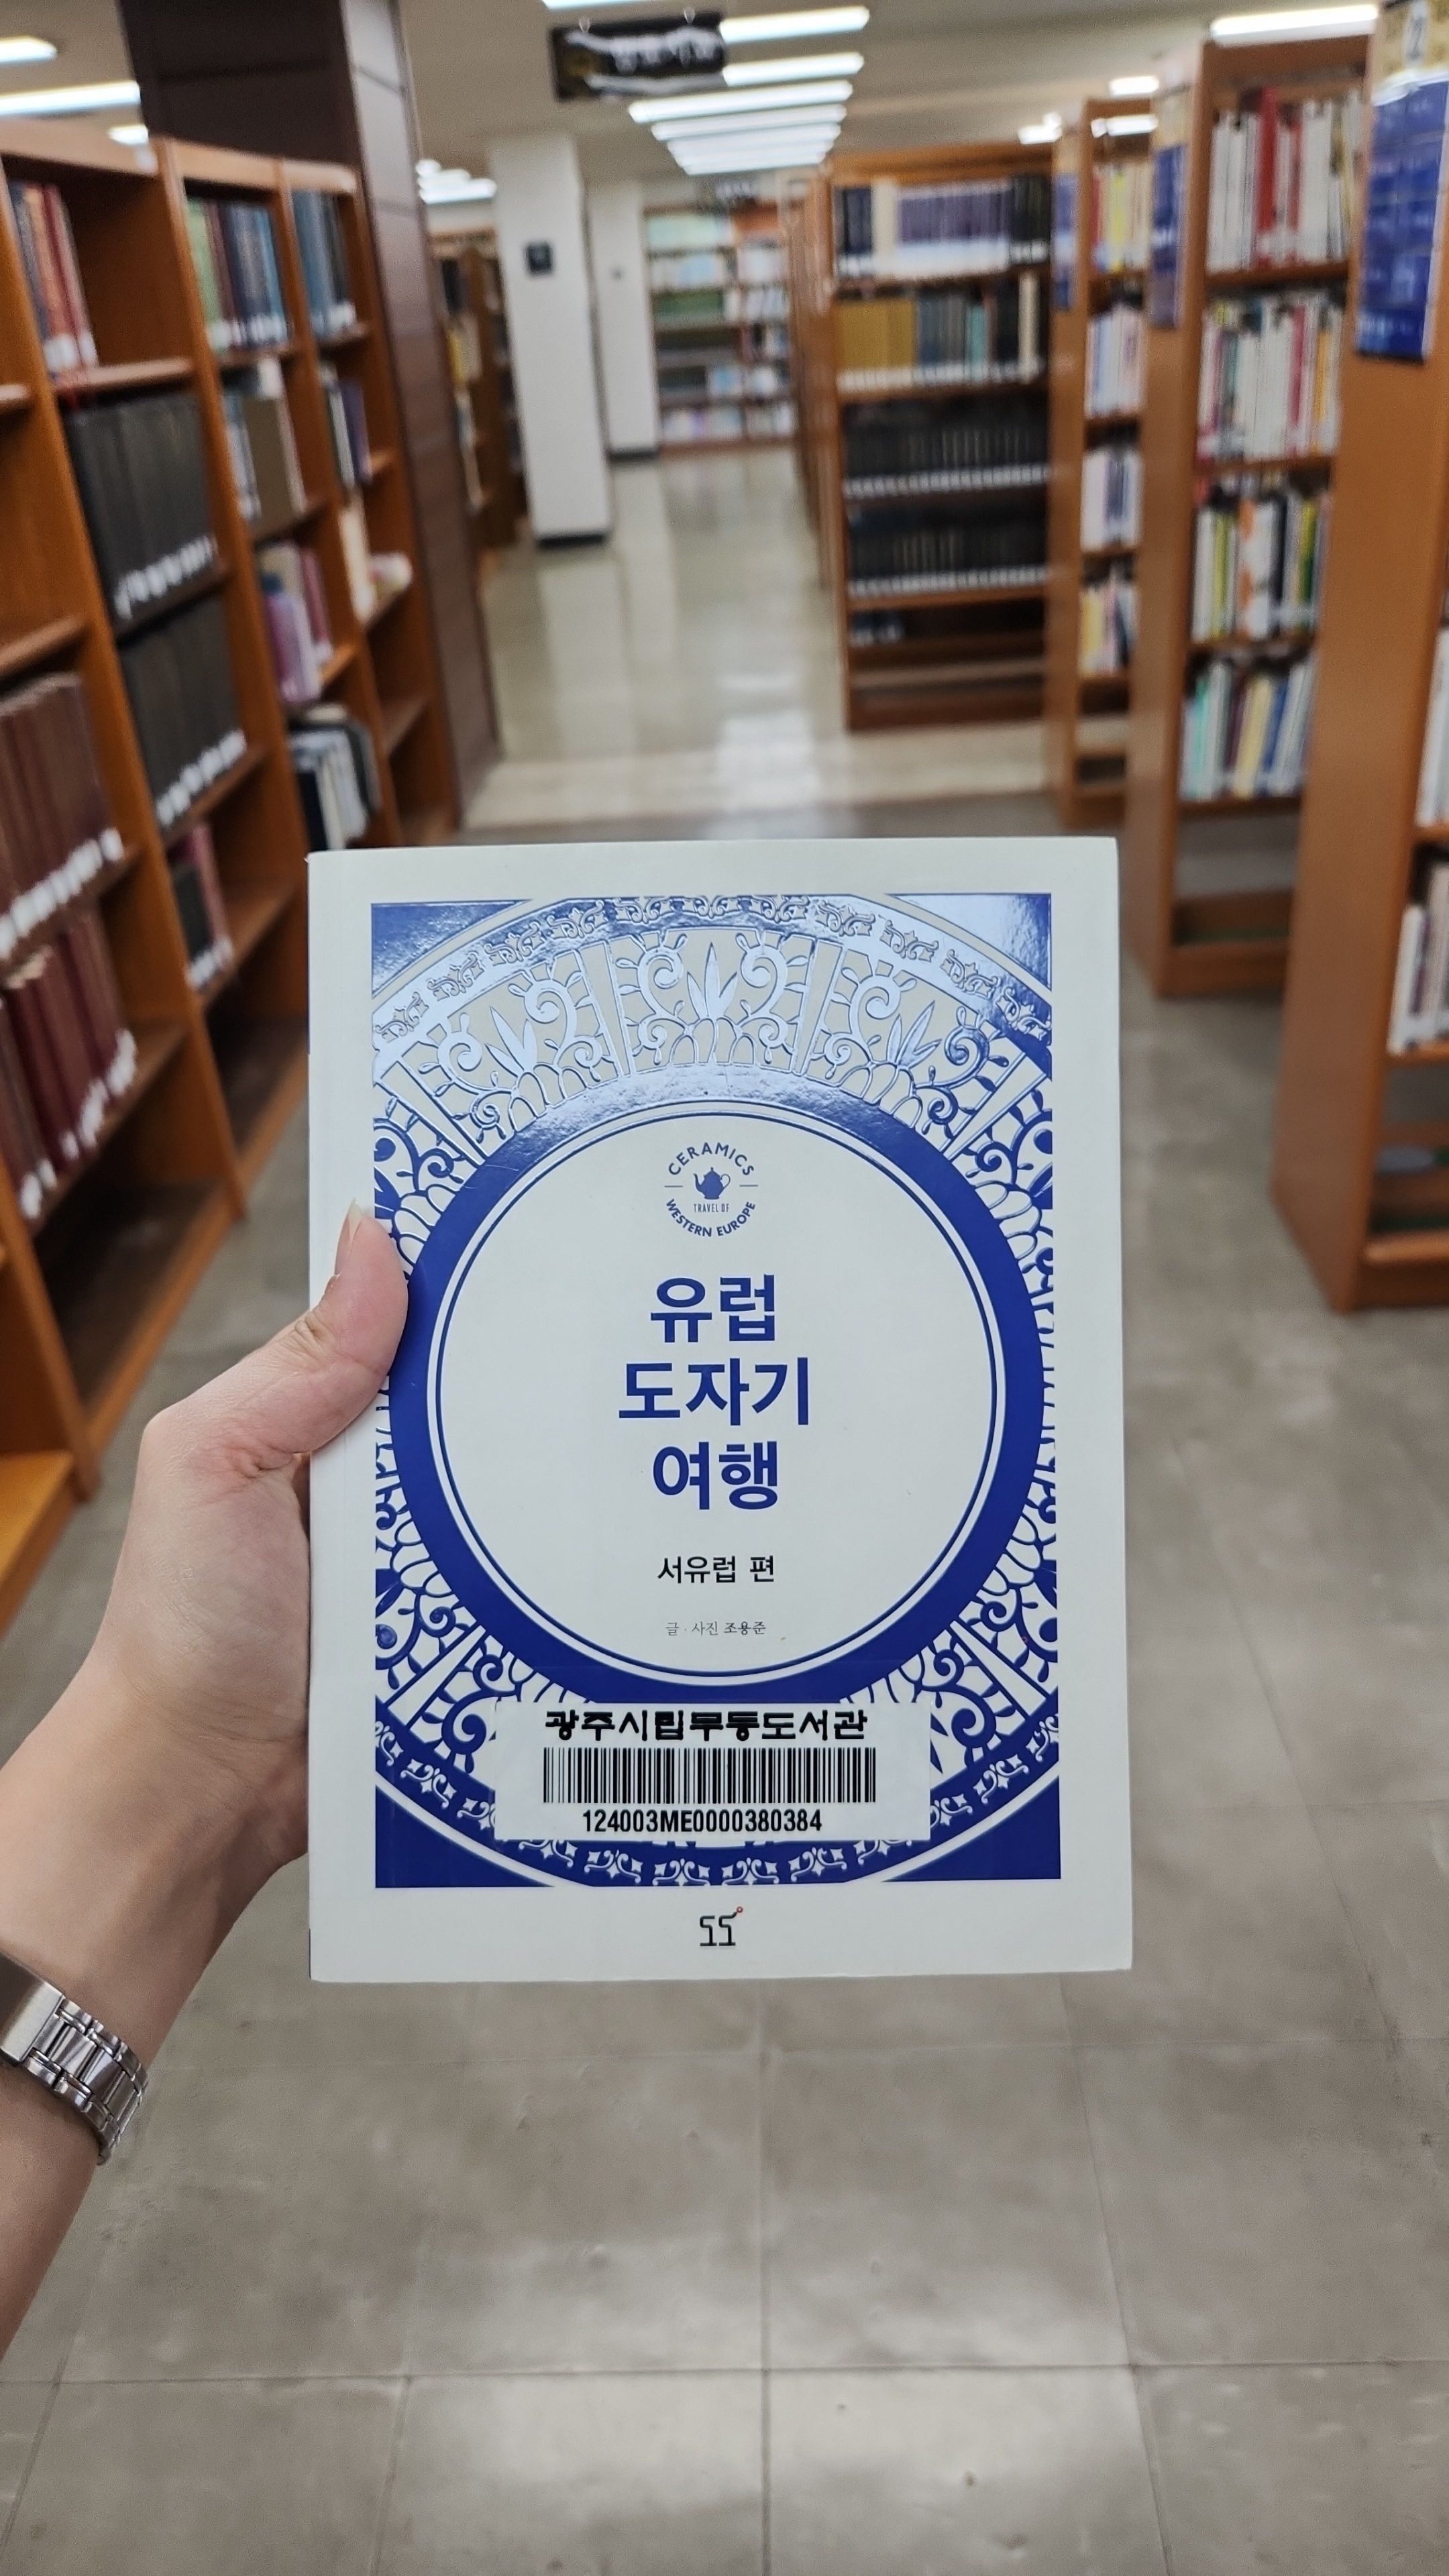 CERAMICS
TRAVEL OF
WESTERN EUROPE
유럽
도자기
여행
서유럽 편
글·사진 조용준
광주시립무등도서관
124003ME0000380384